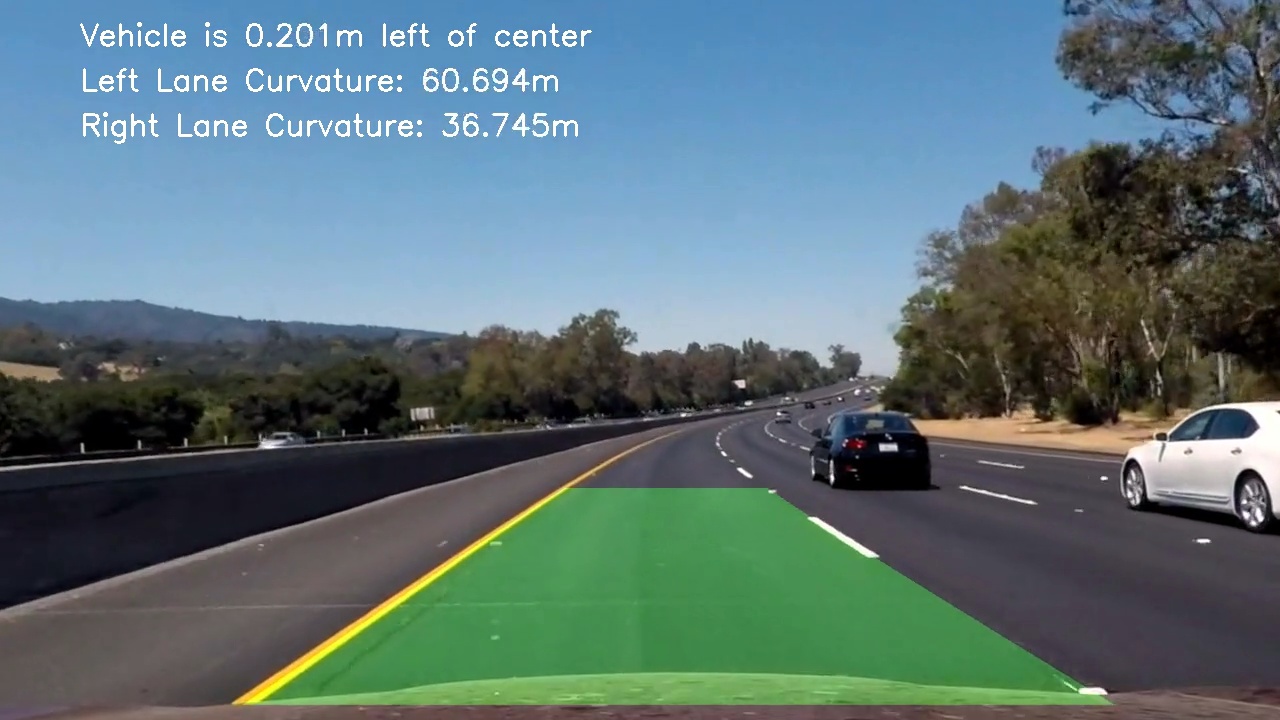 Vehicle is 0.201m left of center
Left Lane Curvature: 60.694m
Right Lane Curvature: 36.745m